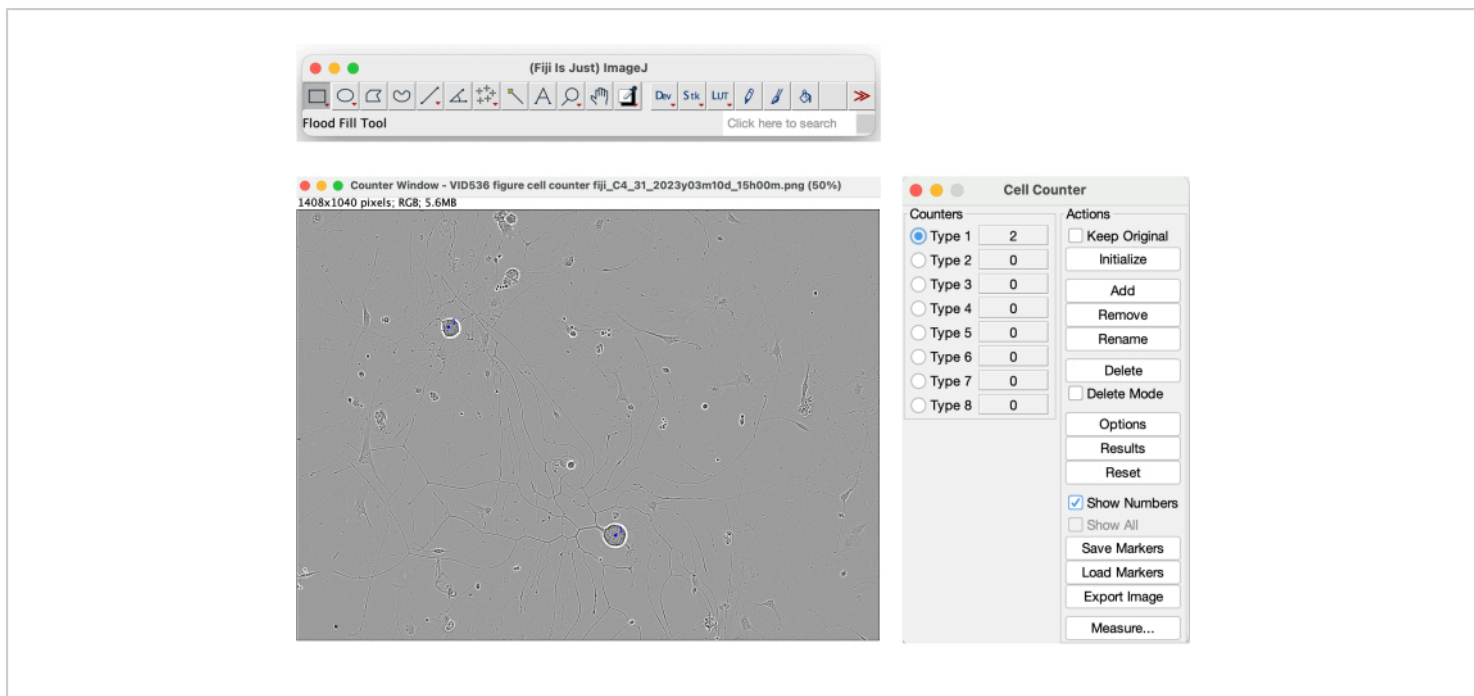 (Fiji Is Just) ImageJ
Dev Stk LUT
Flood Fill Tool
Click here to search
Counter Window - VID536 figure cell counter fiji_C4_31_2023y03m10d_15h00m.png (50%)
1408x1040 pixels; RGB; 5.6MB
Cell Counter
Counters
Type 1 2
Type 2 0
Type 3 0
Type 4 0
Type 5 0
Type 6 0
Type 7 0
Type 8 0
Actions
Keep Original
Initialize
Add
Remove
Rename
Delete
Delete Mode
Options
Results
Reset
Show Numbers
Show All
Save Markers
Load Markers
Export Image
Measure...